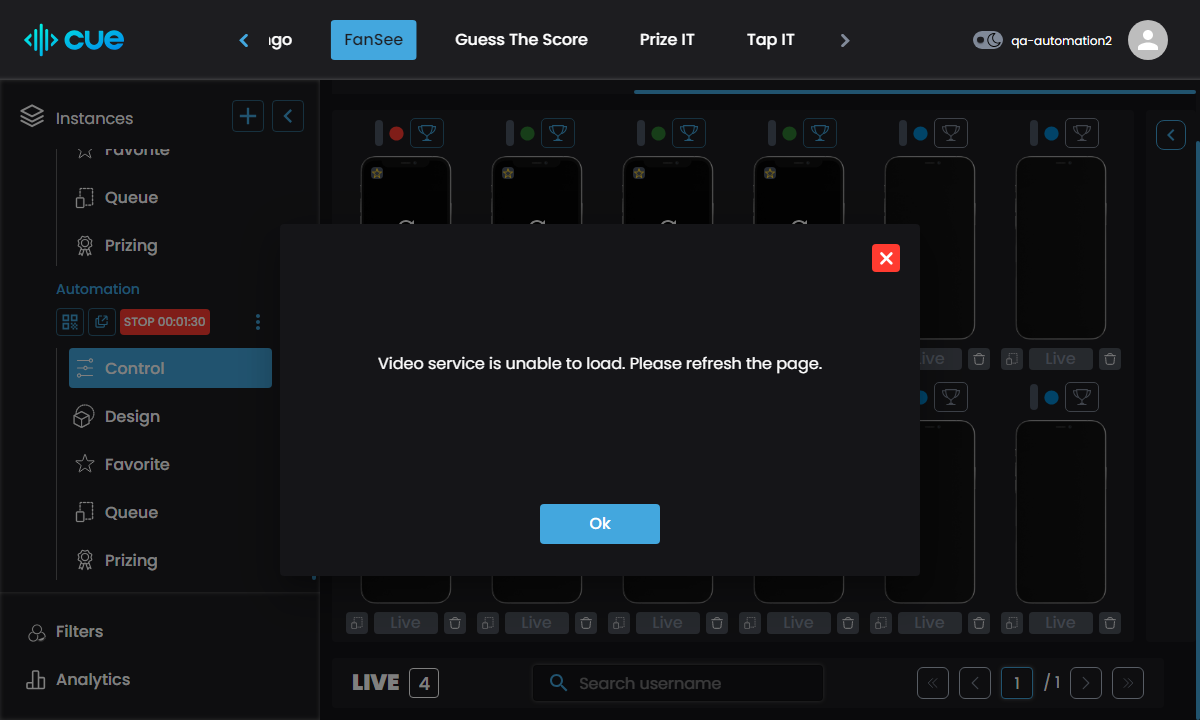 cue
FanSee
Guess The Score
Prize IT
Tap IT
qa-automation2
Instances
Favorite
Queue
Prizing
Automation
STOP 00:01:30
Control
Design
Favorite
Queue
Prizing
Filters
Analytics
Video service is unable to load. Please refresh the page.
Ok
Live
Live
Live
Live
Live
Live
Live
LIVE 4
Search username
1 / 1